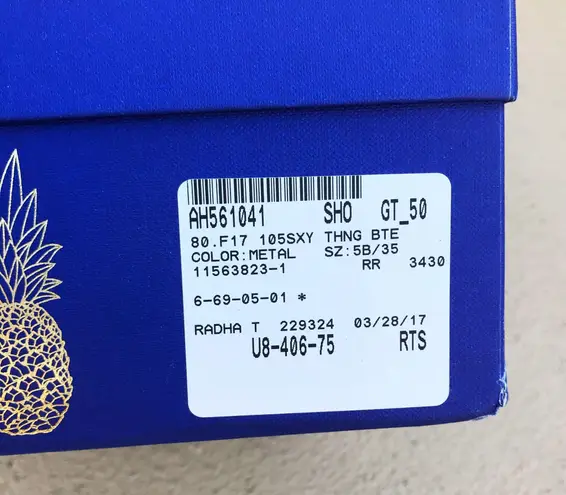 AH561041 SHO GT_50
80.F17 105SXY THNG BTE
COLOR:METAL SZ:5B/35
11563823-1 RR 3430
6-69-05-01 *
RADHA T 229324 03/28/17
U8-406-75 RTS